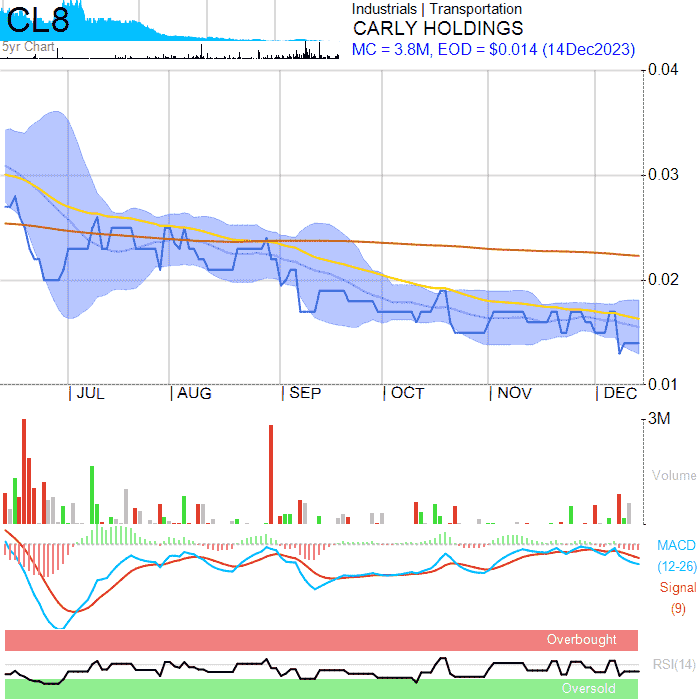 CL8
5yr Chart
Industrials | Transportation
CARLY HOLDINGS
MC = 3.8M, EOD = $0.014 (14Dec2023)
0.04
0.03
0.02
0.01
JUL AUG SEP OCT NOV DEC
3M
Volume
MACD
(12-26)
Signal
(9)
Overbought
RSI(14)
Oversold